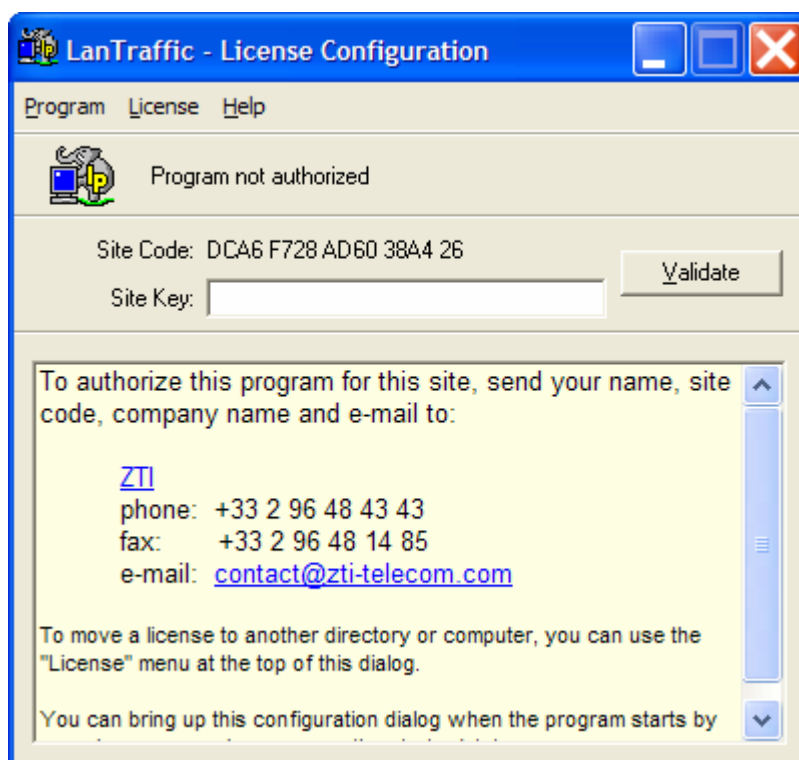 LanTraffic - License Configuration
Program License Help
Program not authorized
Site Code: DCA6 F728 AD60 38A4 26
Validate
Site Key:
To authorize this program for this site, send your name, site
code, company name and e-mail to:
ZTI
phone: +33 2 96 48 43 43
fax: +33 2 96 48 14 85
e-mail: contact@zti-telecom.com
To move a license to another directory or computer, you can use the
"License" menu at the top of this dialog.
You can bring up this configuration dialog when the program starts by